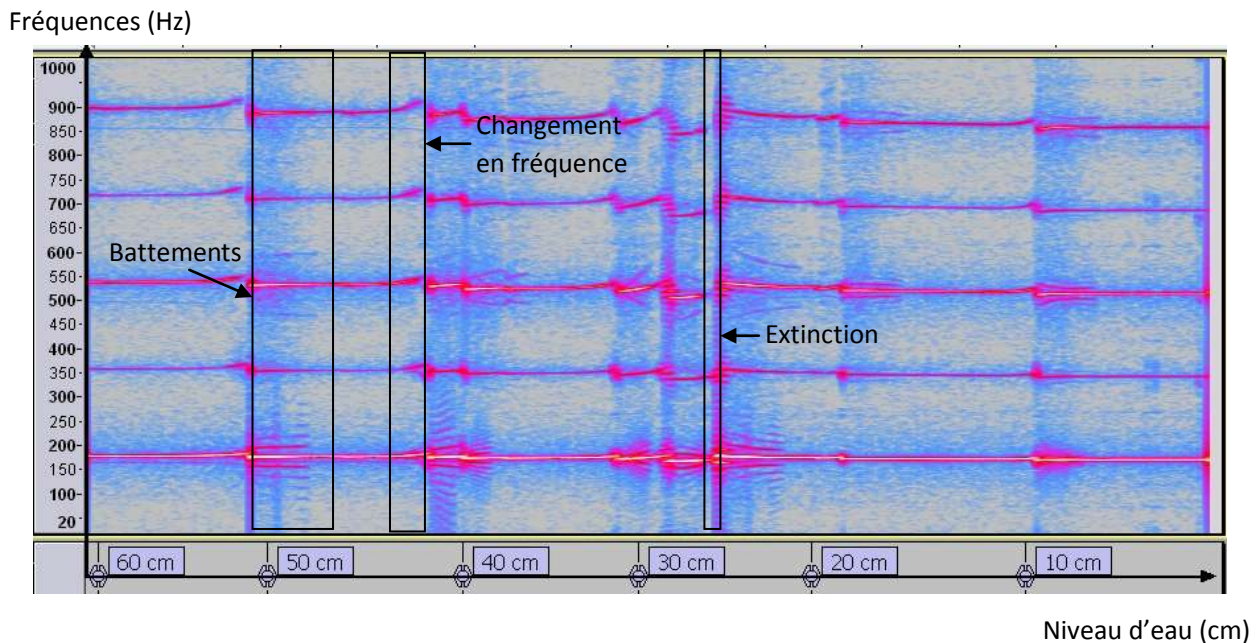 Fréquences (Hz)
1000
900
850
800
750
700
650
600
550
500
450
400
350
300
250
200
150
100
20
Changement
en fréquence
Battements
Extinction
60 cm
50 cm
40 cm
30 cm
20 cm
10 cm
Niveau d'eau (cm)